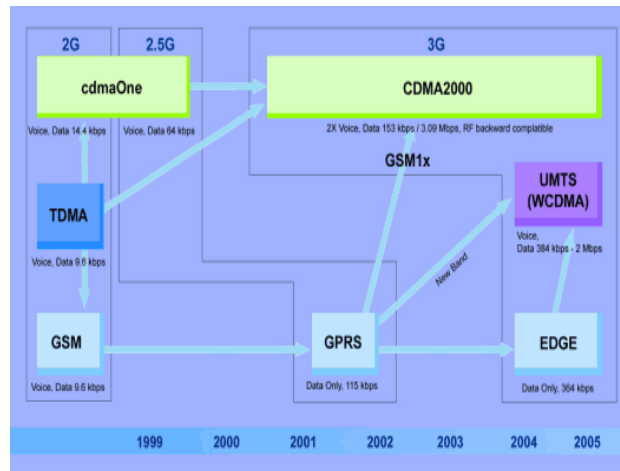 2G
2.5G
3G
cdmaOne
CDMA2000
Voice, Data 14.4 kbps
Voice, Data 64 kbps
2X Voice, Data 153 kbps / 3.09 Mbps, RF backward complatible
GSM1x
TDMA
UMTS
(WCDMA)
Voice, Data 9.6 kbps
Voice,
Data 384 kbps - 2 Mbps
New Band
GSM
GPRS
EDGE
Voice, Data 9.6 kbps
Data Only, 115 kbps
Data Only, 364 kbps
1999 2000 2001 2002 2003 2004 2005